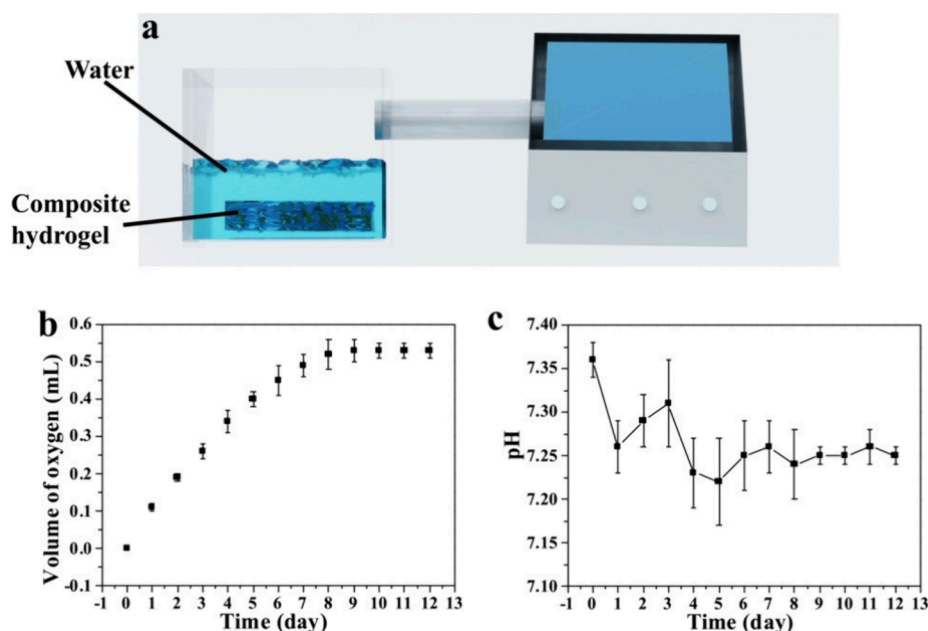 a
Water
Composite
hydrogel
b
Volume of oxygen (mL)
0.6
0.5
0.4
0.3
0.2
0.1
0.0
-0.1
-1 0 1 2 3 4 5 6 7 8 9 10 11 12 13
Time (day)
c
pH
7.40
7.35
7.30
7.25
7.20
7.15
7.10
-1 0 1 2 3 4 5 6 7 8 9 10 11 12 13
Time (day)